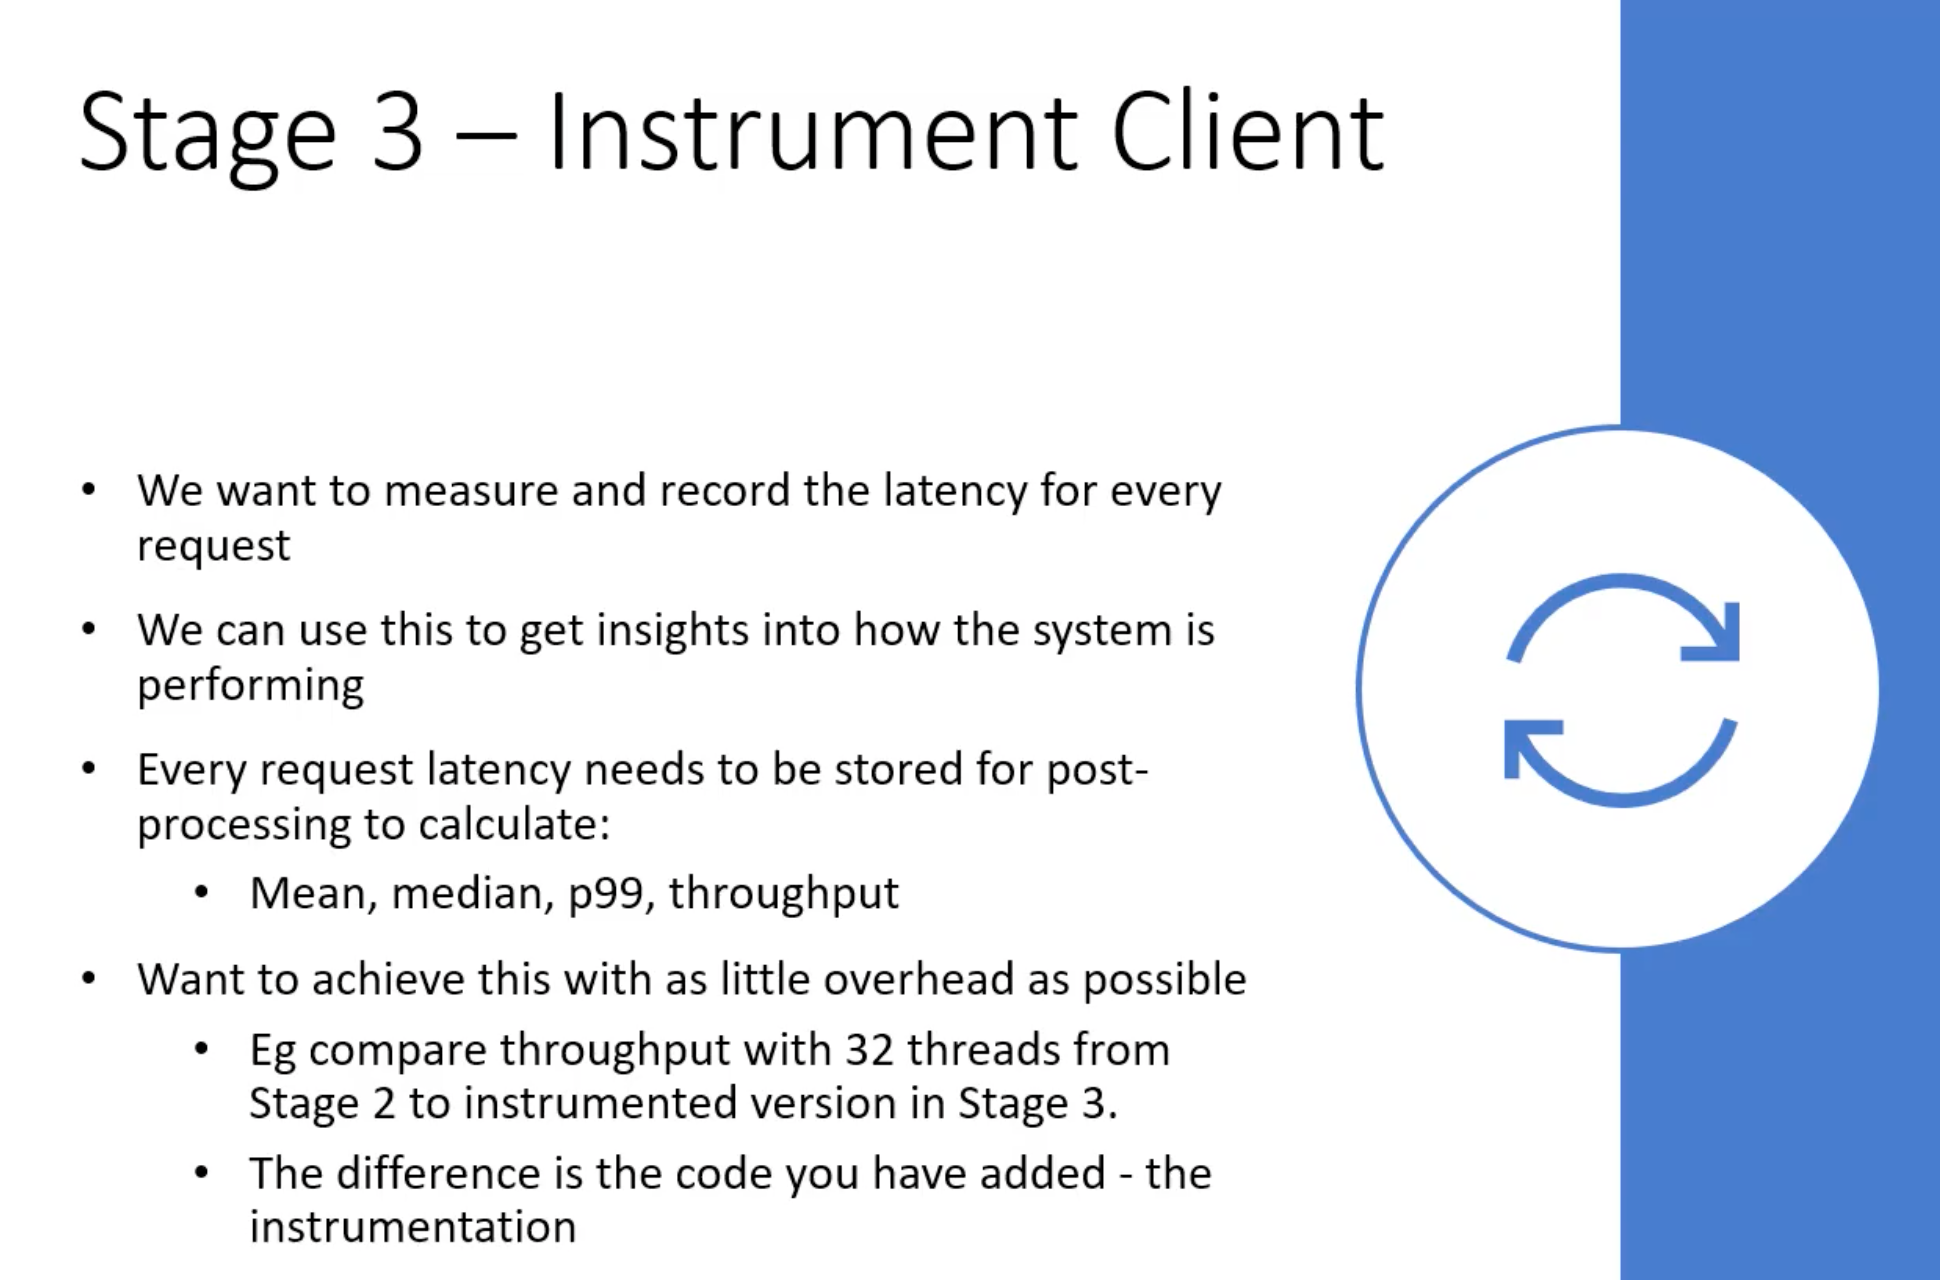 Stage 3 – Instrument Client
• We want to measure and record the latency for every
request
• We can use this to get insights into how the system is
performing
• Every request latency needs to be stored for post-
processing to calculate:
• Mean, median, p99, throughput
• Want to achieve this with as little overhead as possible
• Eg compare throughput with 32 threads from
Stage 2 to instrumented version in Stage 3.
• The difference is the code you have added - the
instrumentation